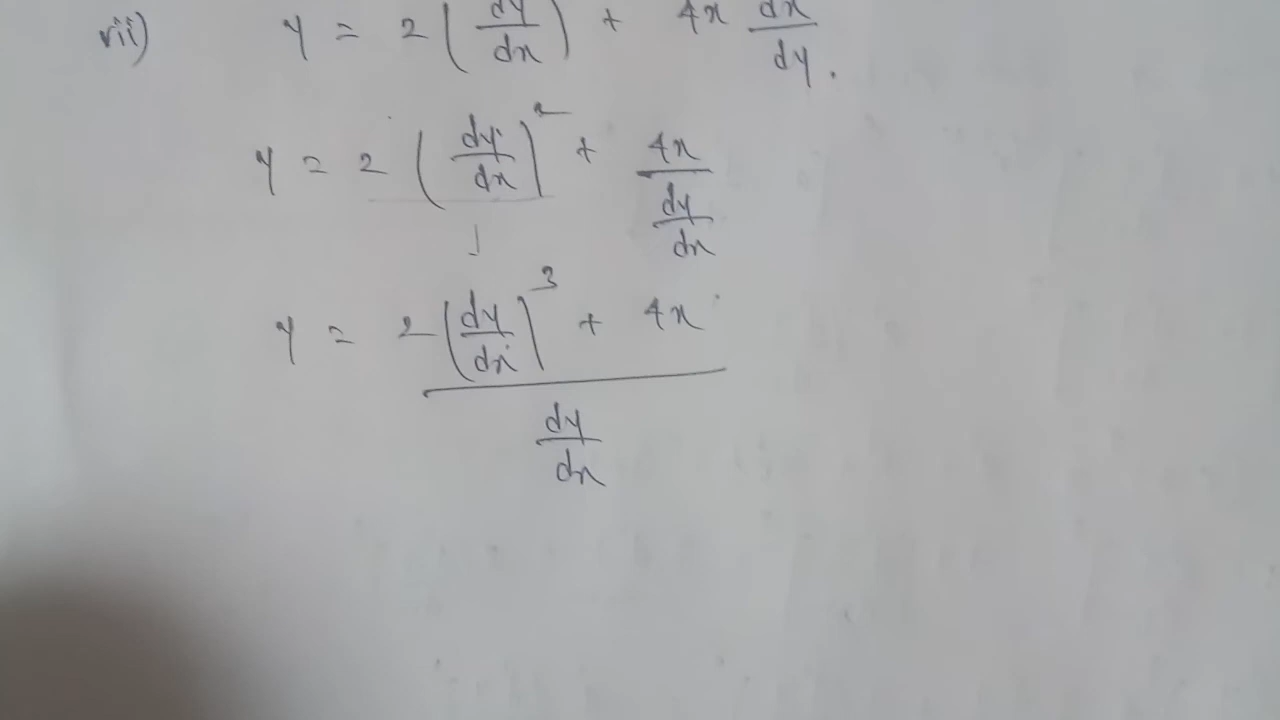 vii) y = 2 (dy/dx) + 4x dx/dy.
y = 2 (dy/dx)^2 + 4x/(dy/dx)
y = (2 (dy/dx)^3 + 4x)/(dy/dx)